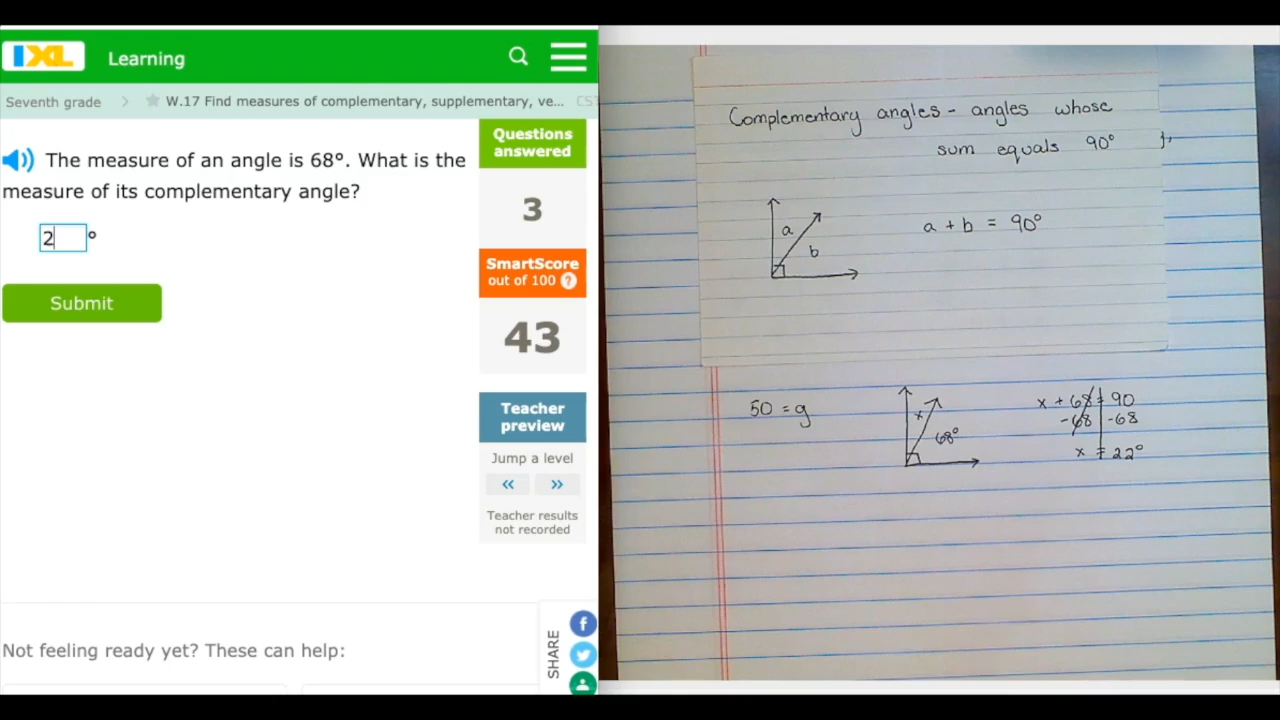 IXL Learning
Seventh grade > W.17 Find measures of complementary, supplementary, ve... CST
The measure of an angle is 68°. What is the
measure of its complementary angle?
2 °
Submit
Questions
answered
3
SmartScore
out of 100 ?
43
Teacher
preview
Jump a level
« »
Teacher results
not recorded
Not feeling ready yet? These can help:
SHARE
Complementary angles - angles whose
sum equals 90°
a
b
a + b = 90°
50 = g
x
68°
x + 68 = 90
-68 -68
x = 22°